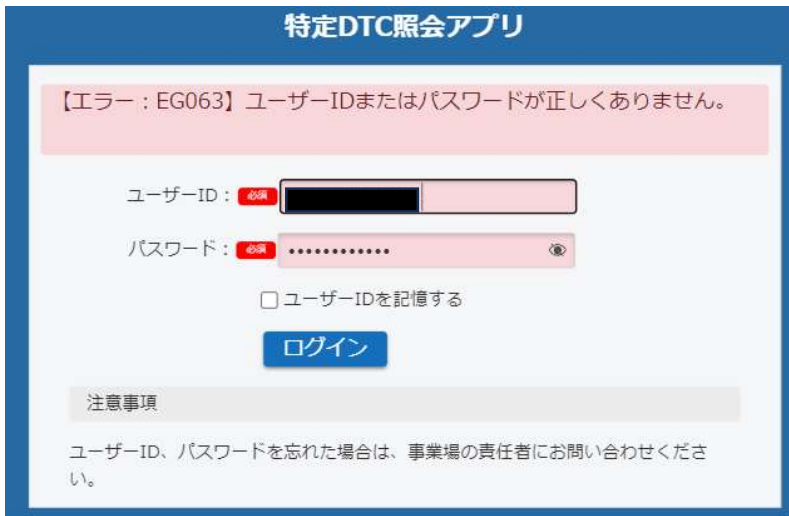 特定DTC照会アプリ
【エラー：EG063】ユーザーIDまたはパスワードが正しくありません。
ユーザーID：必須
パスワード：必須 ••••••••••••
ユーザーIDを記憶する
ログイン
注意事項
ユーザーID、パスワードを忘れた場合は、事業場の責任者にお問い合わせくださ
い。